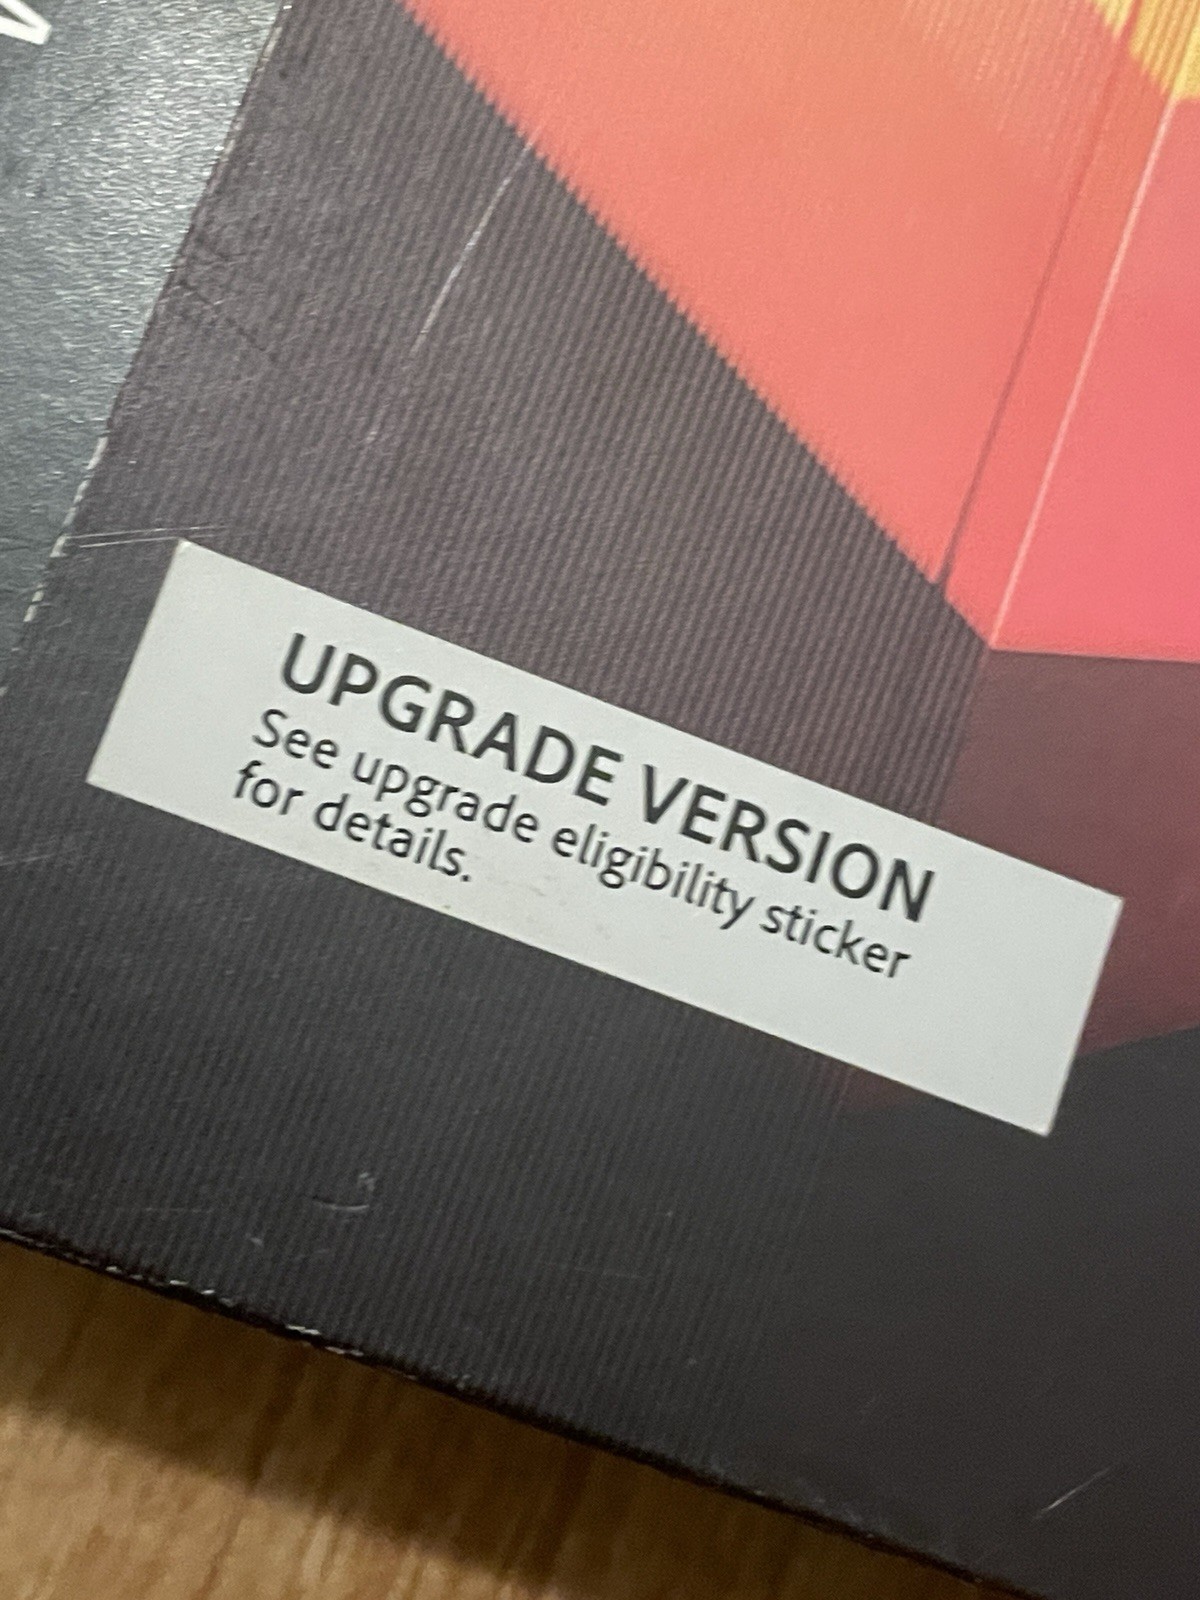 UPGRADE VERSION
See upgrade eligibility sticker
for details.